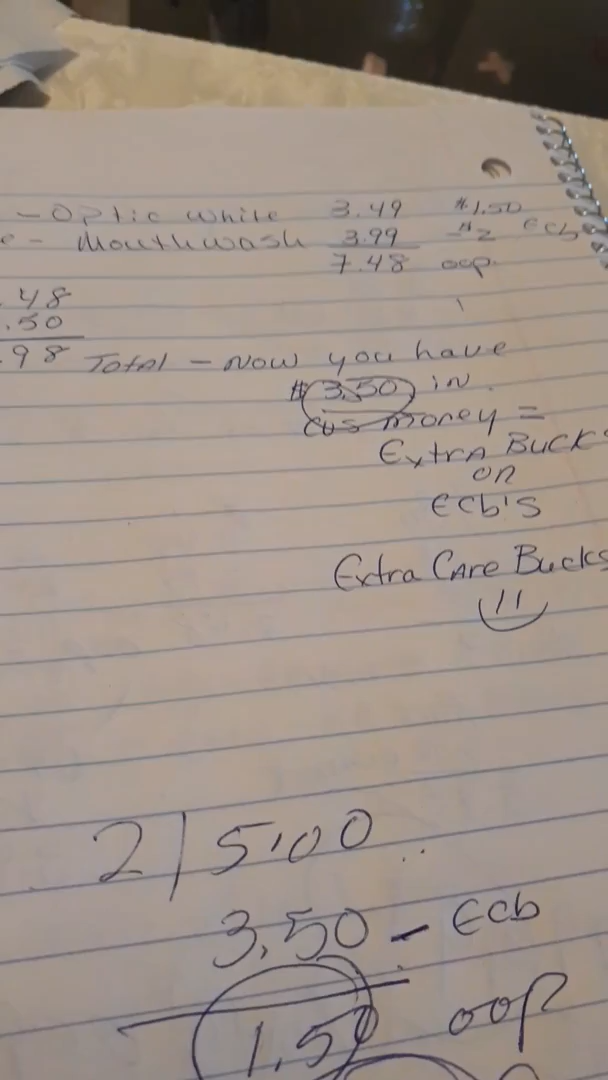 - Optic White 3.49 $1.50
e - Mouthwash 3.99 $2 ECb
7.48 oop
.48
.50
.98 Total - Now you have
$3.50 in
CVS money =
Extra Buck
or
Ecb's
Extra Care Bucks
2 | 5.00
3.50 - Ecb
1.50 oop